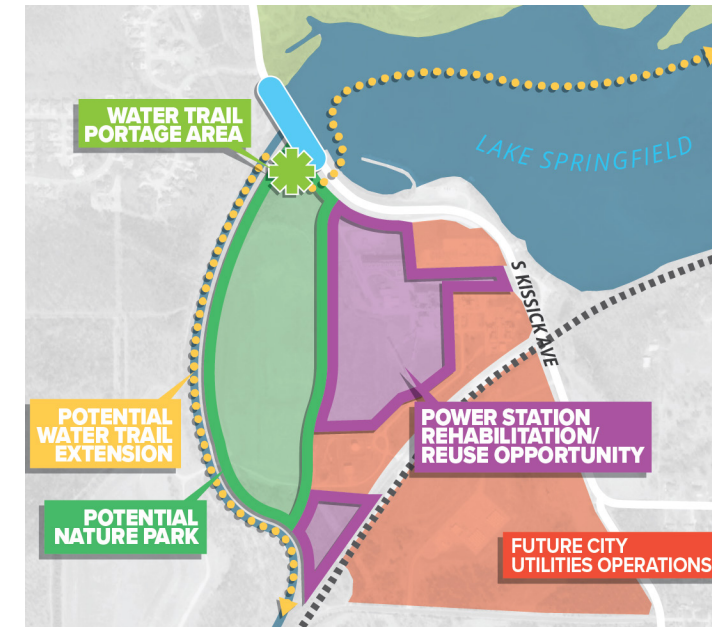 WATER TRAIL
PORTAGE AREA
LAKE SPRINGFIELD
S KISSICK AVE
POTENTIAL
WATER TRAIL
EXTENSION
POWER STATION
REHABILITATION/
REUSE OPPORTUNITY
POTENTIAL
NATURE PARK
FUTURE CITY
UTILITIES OPERATIONS